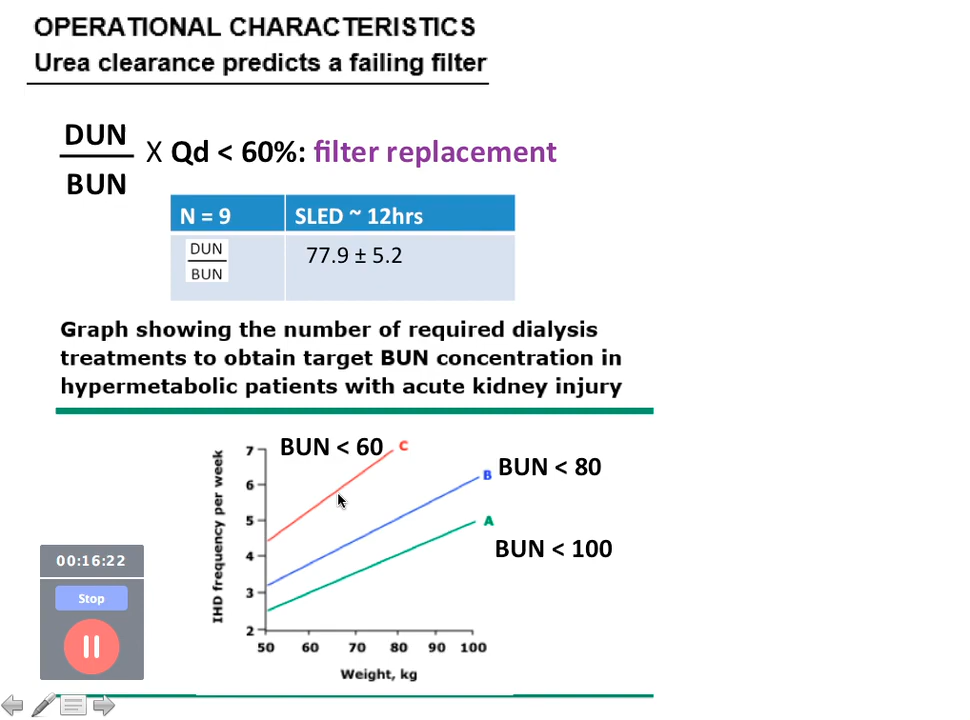 OPERATIONAL CHARACTERISTICS
Urea clearance predicts a failing filter
DUN
BUN
X Qd < 60%: filter replacement
N = 9 SLED ~ 12hrs
DUN
BUN
77.9 ± 5.2
Graph showing the number of required dialysis
treatments to obtain target BUN concentration in
hypermetabolic patients with acute kidney injury
BUN < 60 C
BUN < 80
B
A
BUN < 100
IHD frequency per week
7
6
5
4
3
2
50 60 70 80 90 100
Weight, kg
00:16:22
Stop